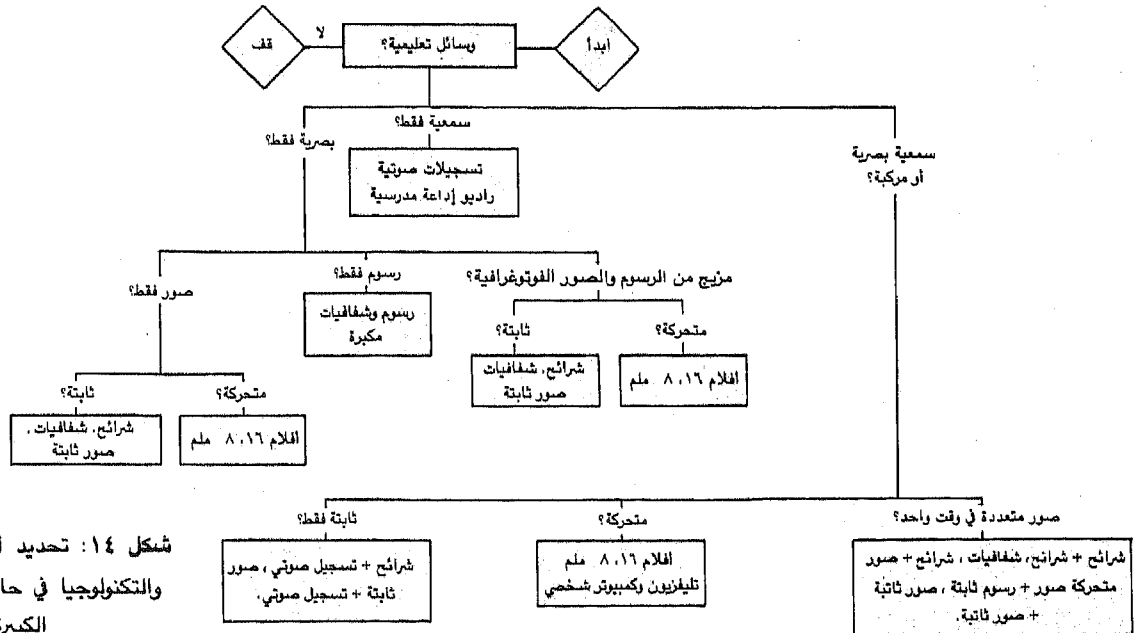 ابدأ
وسائل تعليمية؟
لا
قف
سمعية فقط؟
بصرية فقط؟
سمعية بصرية
أو مركبة؟
تسجيلات صوتية
راديو إداعة مدرسية
مزيج من الرسوم والصور الفوتوغرافية؟
رسوم فقط؟
صور فقط؟
رسوم وشفافيات
مكبرة
متحركة؟
ثابتة؟
افلام ١٦، ٨ ملم
شرائح، شفافيات
صور ثابتة
متحركة؟
ثابتة؟
افلام ١٦، ٨ ملم
شرائح، شفافيات،
صور ثابتة
صور متعددة في وقت واحد؟
متحركة؟
ثابتة فقط؟
شرائح + شرائح، شفافيات، شرائح + صور
متحركة صور + رسوم ثابتة، صور ثاتبة
+ صور ثاتبة.
افلام ١٦، ٨ ملم
تليفزيون وكمبيوتر شخصي
شرائح + تسجيل صوتي، صور
ثابتة + تسجيل صوتي.
شكل ١٤: تحديد
والتكنولوجيا في